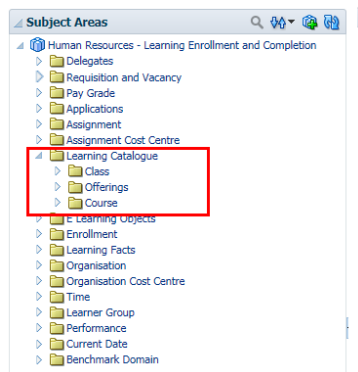 Subject Areas
Human Resources - Learning Enrollment and Completion
Delegates
Requisition and Vacancy
Pay Grade
Applications
Assignment
Assignment Cost Centre
Learning Catalogue
Class
Offerings
Course
E Learning Objects
Enrollment
Learning Facts
Organisation
Organisation Cost Centre
Time
Learner Group
Performance
Current Date
Benchmark Domain